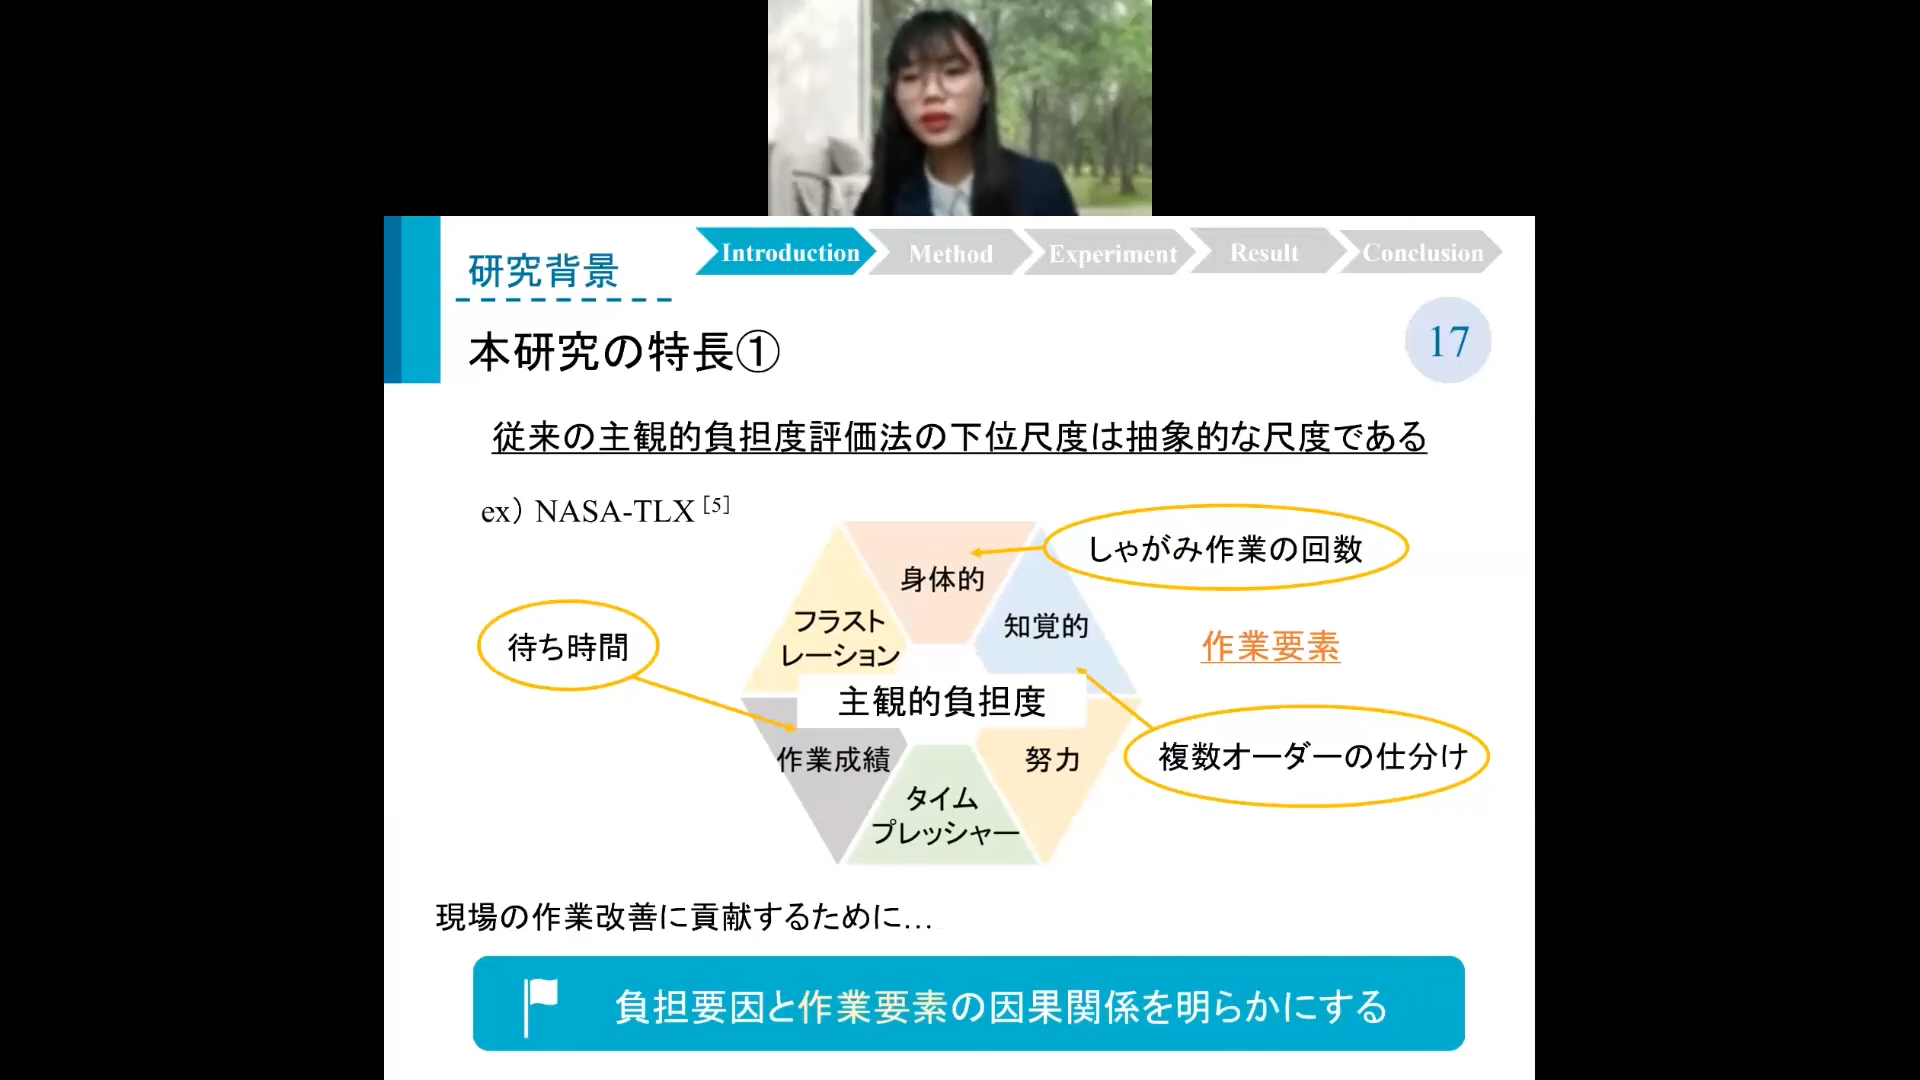 Introduction
Method
Experiment
Result
Conclusion
研究背景
本研究の特長①
17
従来の主観的負担度評価法の下位尺度は抽象的な尺度である
ex）NASA-TLX [5]
しゃがみ作業の回数
身体的
フラスト
レーション
知覚的
待ち時間
作業要素
主観的負担度
作業成績
努力
複数オーダーの仕分け
タイム
プレッシャー
現場の作業改善に貢献するために…
負担要因と作業要素の因果関係を明らかにする